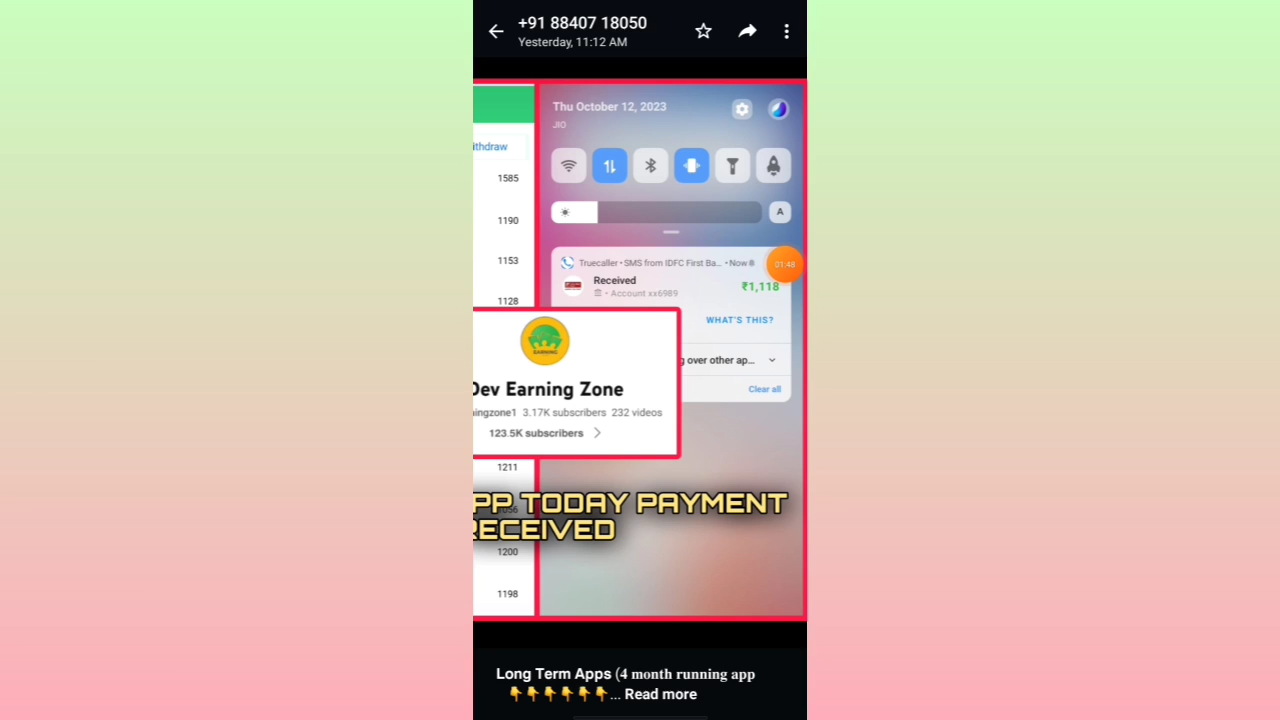 +91 88407 18050
Yesterday, 11:12 AM
Thu October 12, 2023
JIO
ithdraw
1585
1190
1153
1128
A
Truecaller • SMS from IDFC First Ba... • Now
01:48
Received
₹1,118
• Account xx6989
WHAT'S THIS?
g over other ap...
Clear all
EARNING
Dev Earning Zone
ingzone1 3.17K subscribers 232 videos
123.5K subscribers
1211
PP TODAY PAYMENT
RECEIVED
1200
1198
Long Term Apps (4 month running app
👇👇👇👇👇👇... Read more